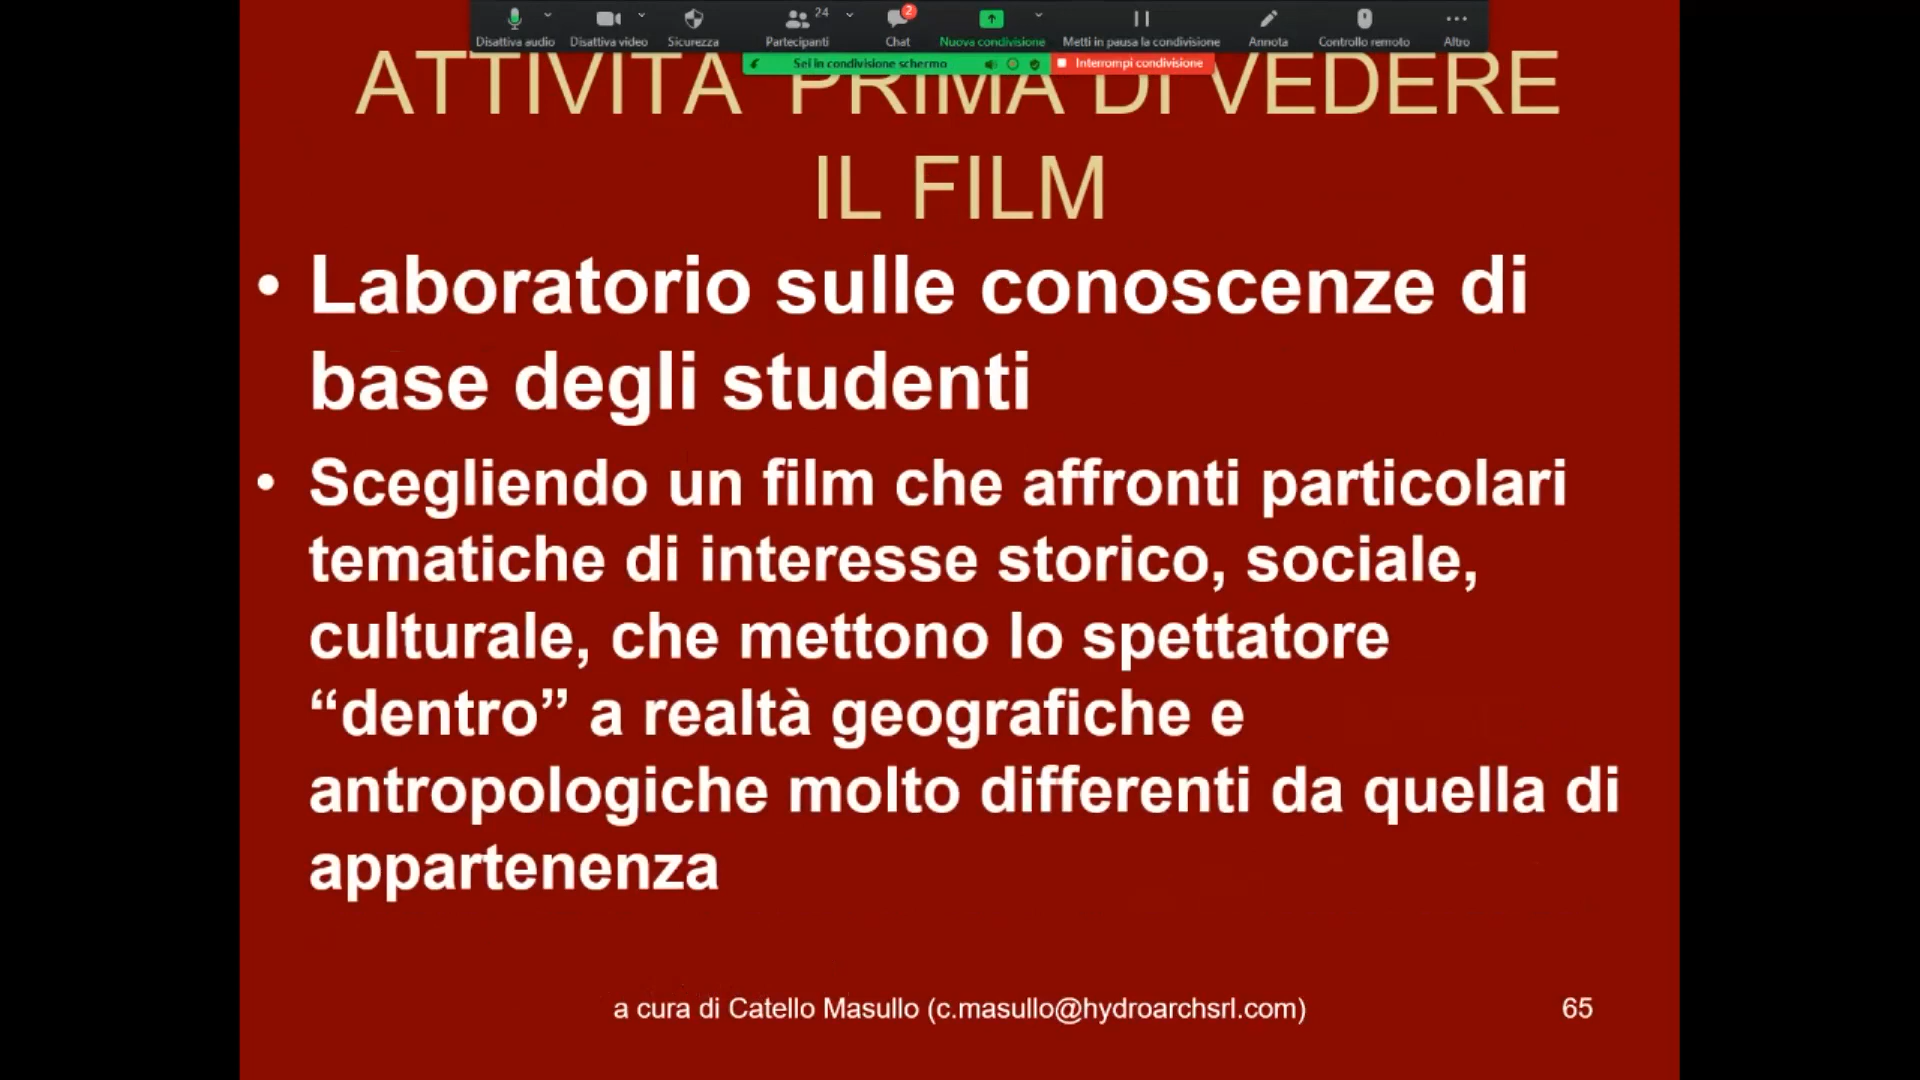 Disattiva audio
Disattiva video
Sicurezza
24
Partecipanti
2
Chat
Nuova condivisione
Metti in pausa la condivisione
Annota
Controllo remoto
Altro
Sei in condivisione schermo
Interrompi condivisione
ATTIVITA' PRIMA DI VEDERE
IL FILM
• Laboratorio sulle conoscenze di
base degli studenti
• Scegliendo un film che affronti particolari
tematiche di interesse storico, sociale,
culturale, che mettono lo spettatore
“dentro” a realtà geografiche e
antropologiche molto differenti da quella di
appartenenza
a cura di Catello Masullo (c.masullo@hydroarchsrl.com)
65